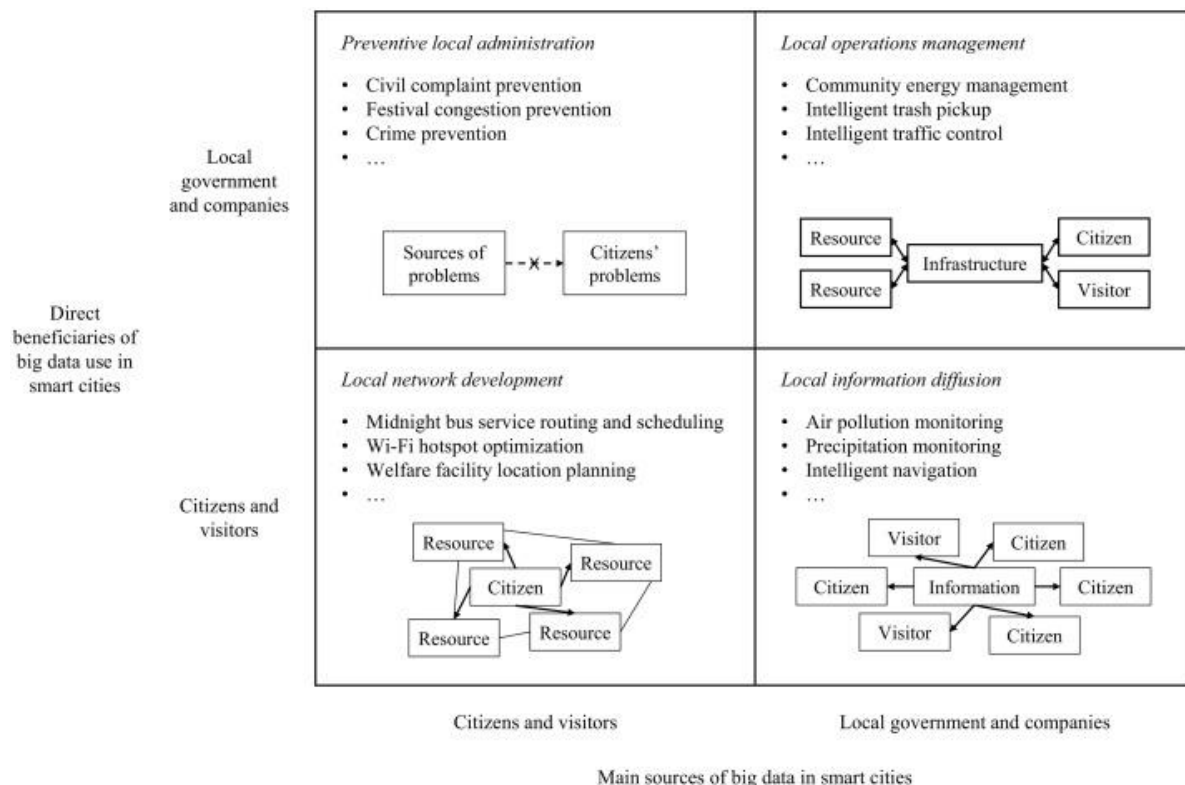 Preventive local administration
• Civil complaint prevention
• Festival congestion prevention
• Crime prevention
• …
Sources of
problems
Citizens'
problems
Local operations management
• Community energy management
• Intelligent trash pickup
• Intelligent traffic control
• …
Resource
Resource
Infrastructure
Citizen
Visitor
Local
government
and companies
Direct
beneficiaries of
big data use in
smart cities
Local network development
• Midnight bus service routing and scheduling
• Wi-Fi hotspot optimization
• Welfare facility location planning
• …
Resource
Resource
Citizen
Resource
Resource
Local information diffusion
• Air pollution monitoring
• Precipitation monitoring
• Intelligent navigation
• …
Visitor
Citizen
Citizen
Information
Citizen
Visitor
Citizen
Citizens and
visitors
Citizens and visitors
Local government and companies
Main sources of big data in smart cities